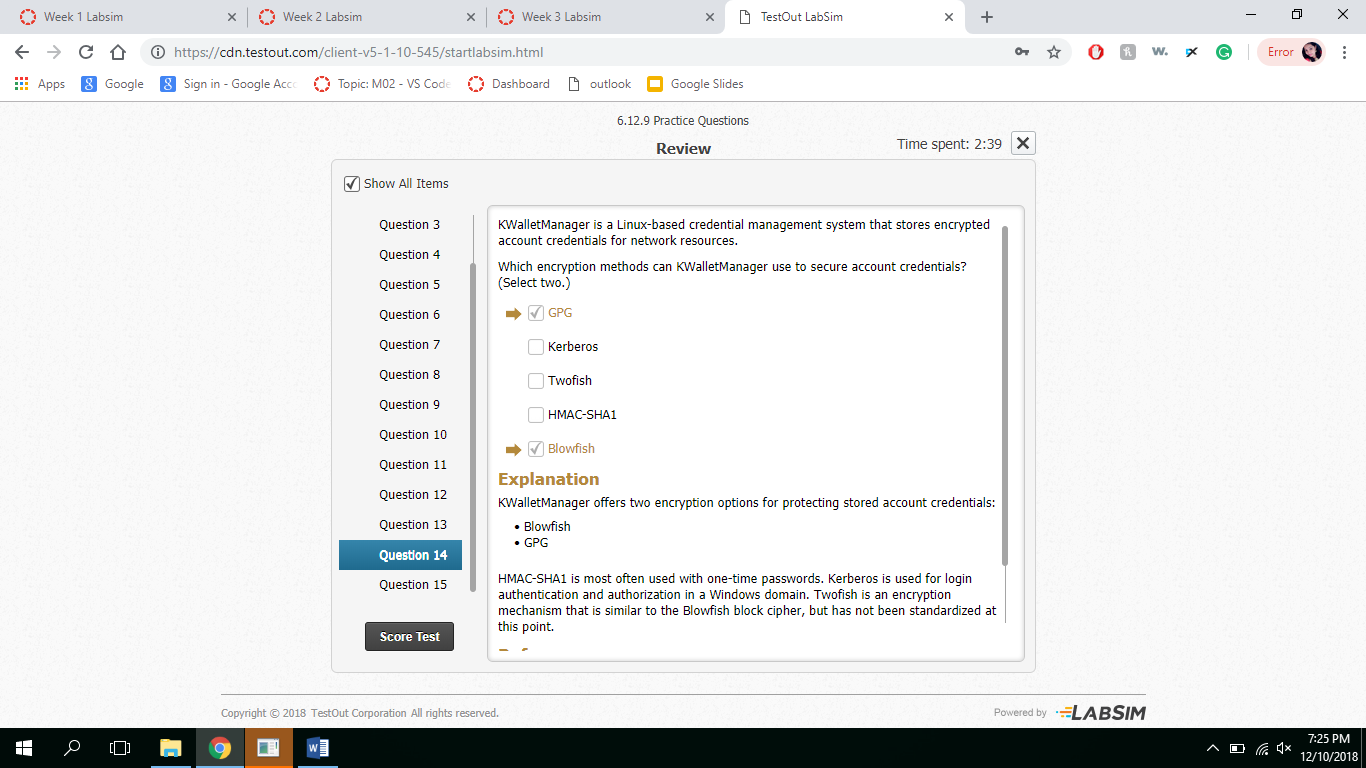 Week 1 Labsim
Week 2 Labsim
Week 3 Labsim
TestOut LabSim
https://cdn.testout.com/client-v5-1-10-545/startlabsim.html
Error
Apps
Google
Sign in - Google Acco
Topic: M02 - VS Code
Dashboard
outlook
Google Slides
6.12.9 Practice Questions
Review
Time spent: 2:39
Show All Items
Question 3
Question 4
Question 5
Question 6
Question 7
Question 8
Question 9
Question 10
Question 11
Question 12
Question 13
Question 14
Question 15
Score Test
KWalletManager is a Linux-based credential management system that stores encrypted
account credentials for network resources.
Which encryption methods can KWalletManager use to secure account credentials?
(Select two.)
GPG
Kerberos
Twofish
HMAC-SHA1
Blowfish
Explanation
KWalletManager offers two encryption options for protecting stored account credentials:
• Blowfish
• GPG
HMAC-SHA1 is most often used with one-time passwords. Kerberos is used for login
authentication and authorization in a Windows domain. Twofish is an encryption
mechanism that is similar to the Blowfish block cipher, but has not been standardized at
this point.
Copyright © 2018 TestOut Corporation All rights reserved.
Powered by LABSIM
7:25 PM
12/10/2018